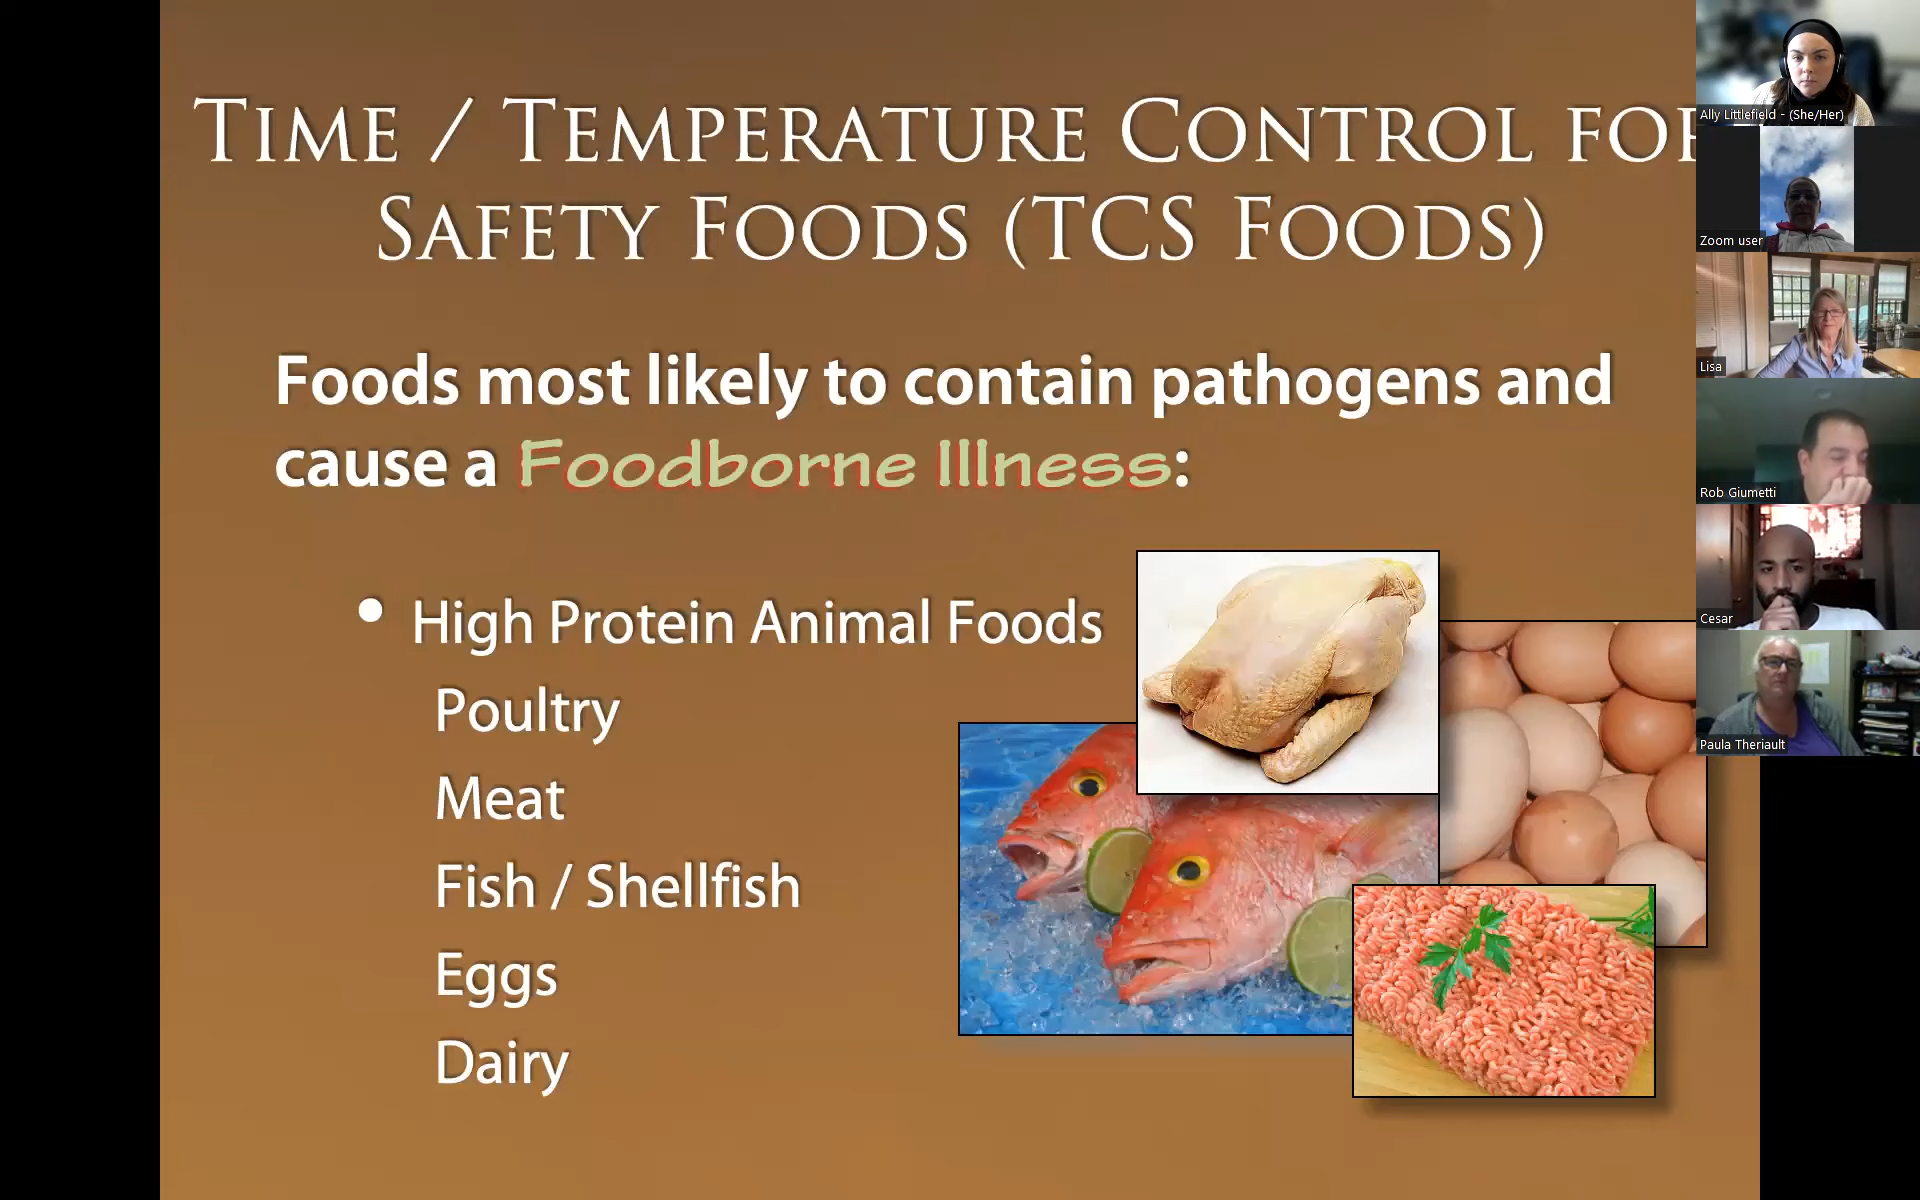 TIME / TEMPERATURE CONTROL FOR
SAFETY FOODS (TCS FOODS)
Foods most likely to contain pathogens and
cause a Foodborne Illness:
• High Protein Animal Foods
Poultry
Meat
Fish / Shellfish
Eggs
Dairy
Ally Littlefield - (She/Her)
Zoom user
Lisa
Rob Giumetti
Cesar
Paula Theriault